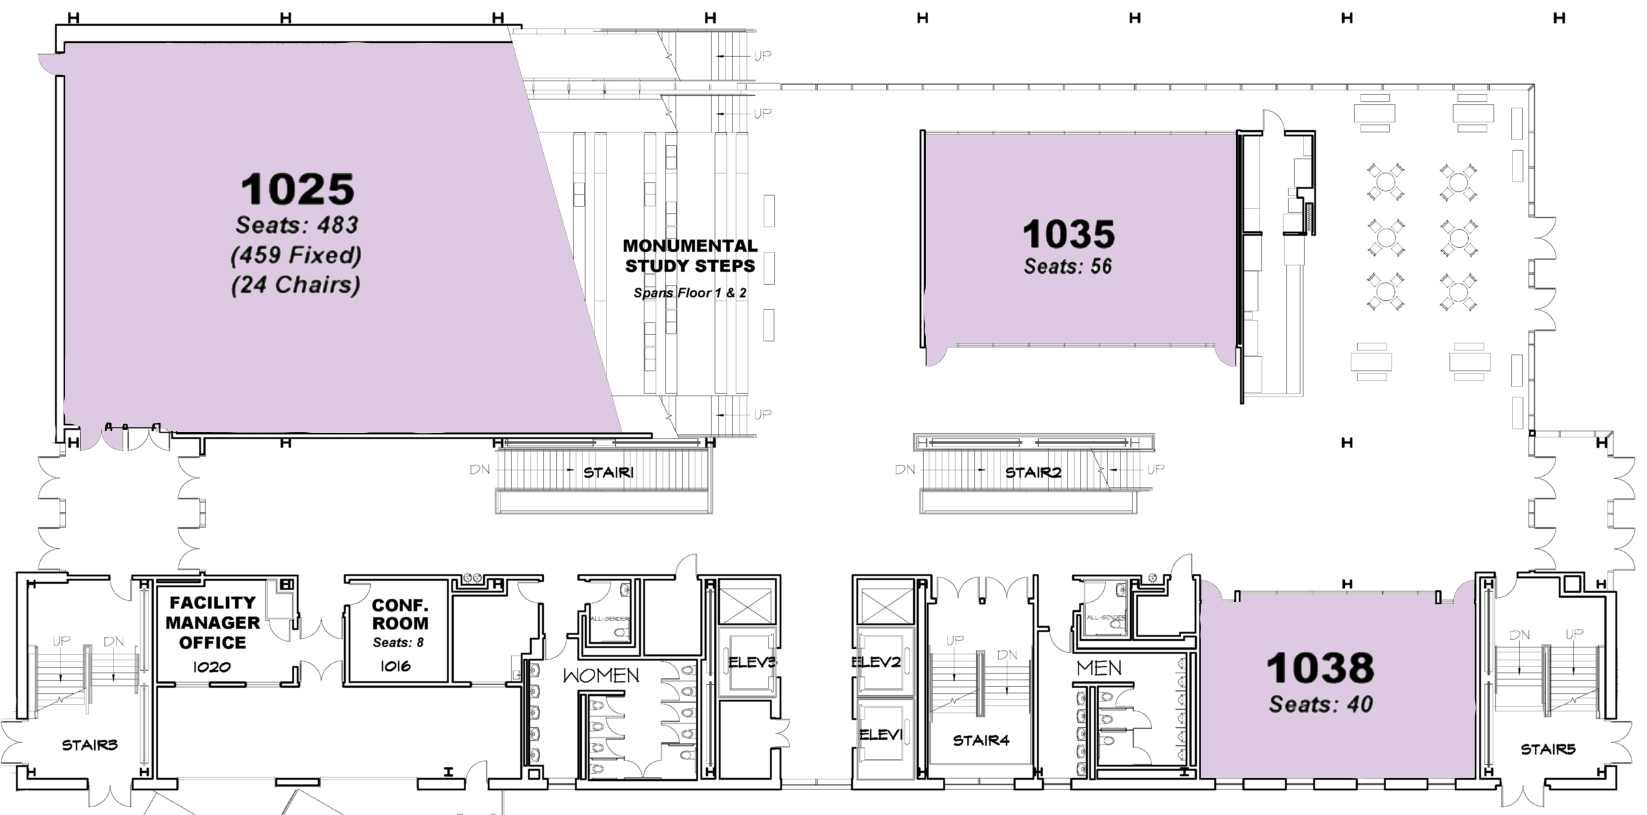 UP
UP
1025
Seats: 483
(459 Fixed)
(24 Chairs)
MONUMENTAL
STUDY STEPS
Spans Floor 1 & 2
1035
Seats: 56
UP
DN
STAIR1
DN
STAIR2
UP
FACILITY
MANAGER
OFFICE
1020
CONF.
ROOM
Seats: 8
1016
ALL-GENDER
ALL-GENDER
UP
DN
WOMEN
ELEV3
ELEV2
UP
DN
MEN
1038
Seats: 40
DN
UP
STAIR3
ELEV1
STAIR4
STAIR5